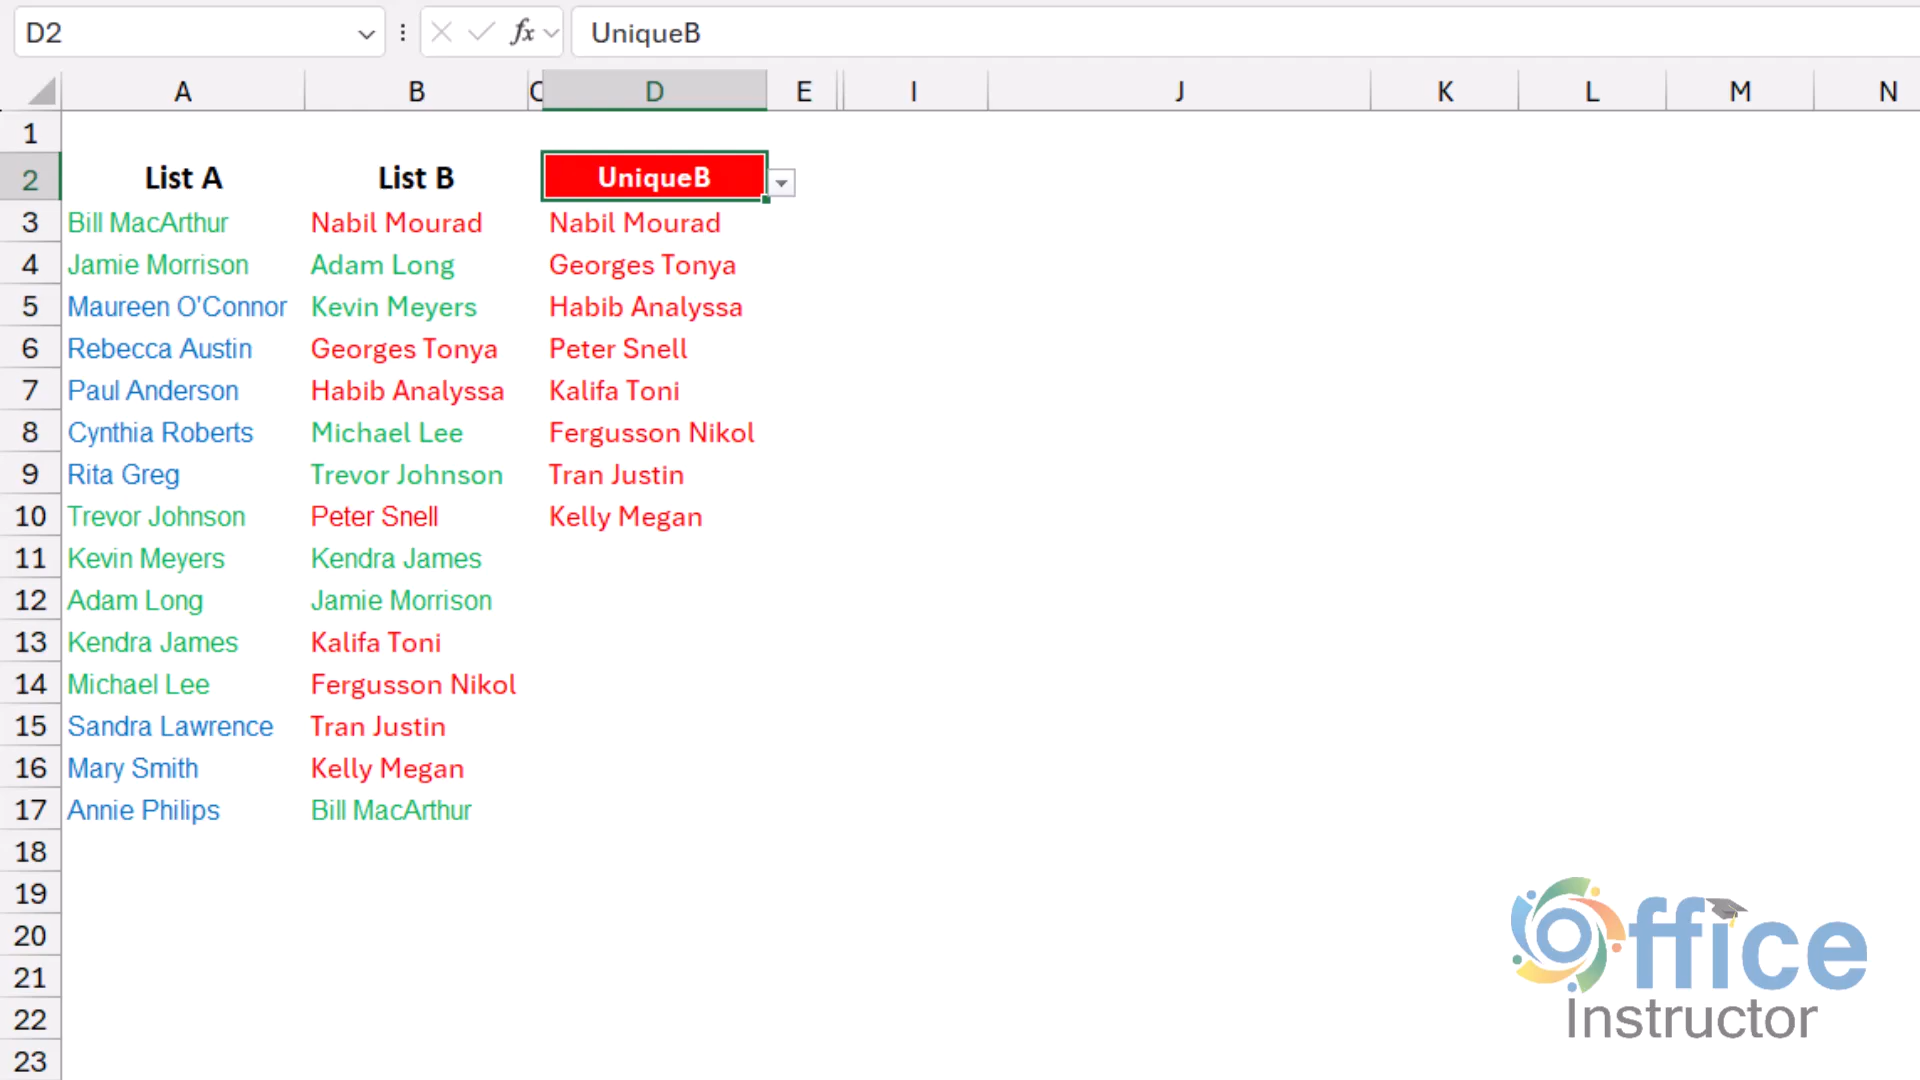 D2 fx UniqueB
A B C D E I J K L M N
1
2 List A List B UniqueB
3 Bill MacArthur Nabil Mourad Nabil Mourad
4 Jamie Morrison Adam Long Georges Tonya
5 Maureen O'Connor Kevin Meyers Habib Analyssa
6 Rebecca Austin Georges Tonya Peter Snell
7 Paul Anderson Habib Analyssa Kalifa Toni
8 Cynthia Roberts Michael Lee Fergusson Nikol
9 Rita Greg Trevor Johnson Tran Justin
10 Trevor Johnson Peter Snell Kelly Megan
11 Kevin Meyers Kendra James
12 Adam Long Jamie Morrison
13 Kendra James Kalifa Toni
14 Michael Lee Fergusson Nikol
15 Sandra Lawrence Tran Justin
16 Mary Smith Kelly Megan
17 Annie Philips Bill MacArthur
18
19
20
21
22
23
Office
Instructor